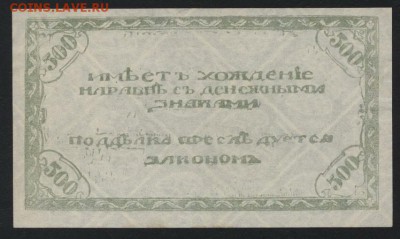 COINS.LAVE.RU
500 500
ИМѢЕТЪ ХОЖДЕНІЕ
НАРАВНѢ СЪ ДЕНЕЖНЫМИ
ЗНАКАМИ
ПОДДѢЛКА ПРЕСЛѢДУЕТСЯ
ЗАКОНОМЪ
500 500